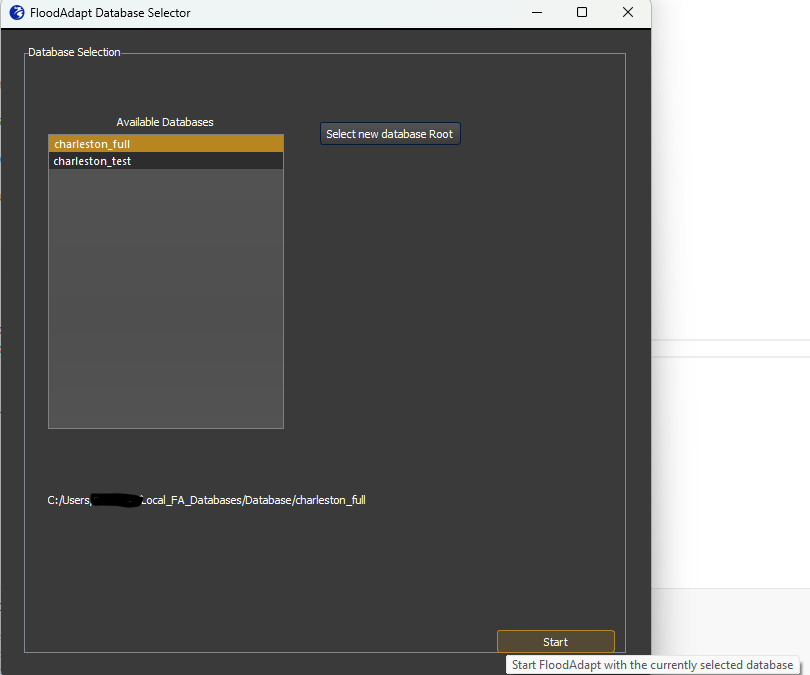 FloodAdapt Database Selector
Database Selection
Available Databases
Select new database Root
charleston_full
charleston_test
C:/Users/ Local_FA_Databases/Database/charleston_full
Start
Start FloodAdapt with the currently selected database